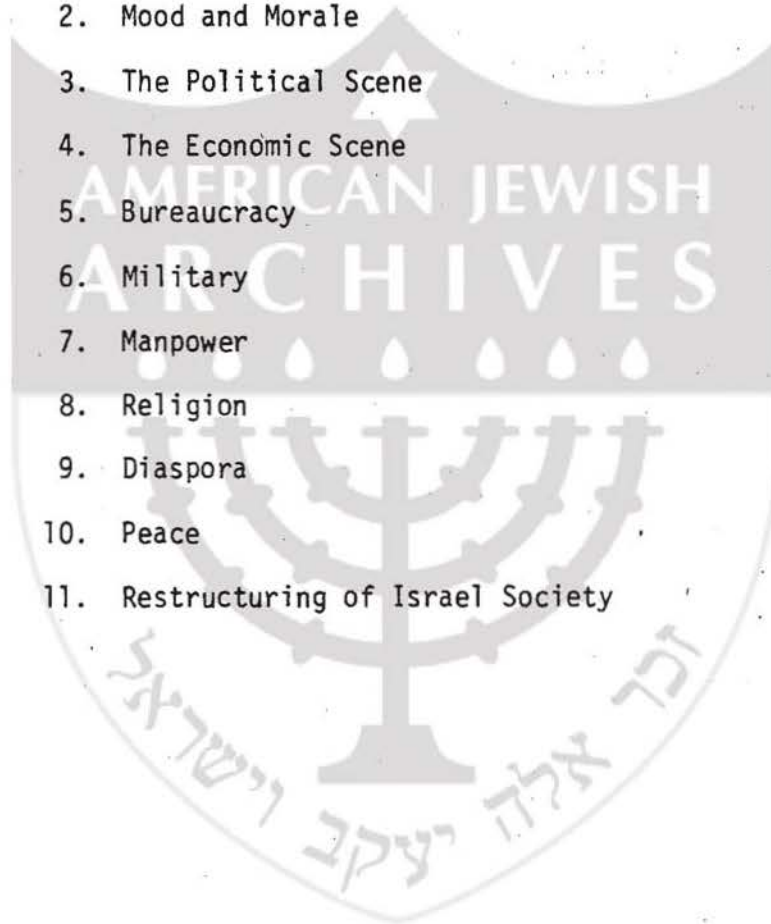 2. Mood and Morale
3. The Political Scene
4. The Economic Scene
AMERICAN JEWISH
5. Bureaucracy
ARCHIVES
6. Military
7. Manpower
8. Religion
9. Diaspora
10. Peace
11. Restructuring of Israel Society
זכר אלה יעקב וישראל